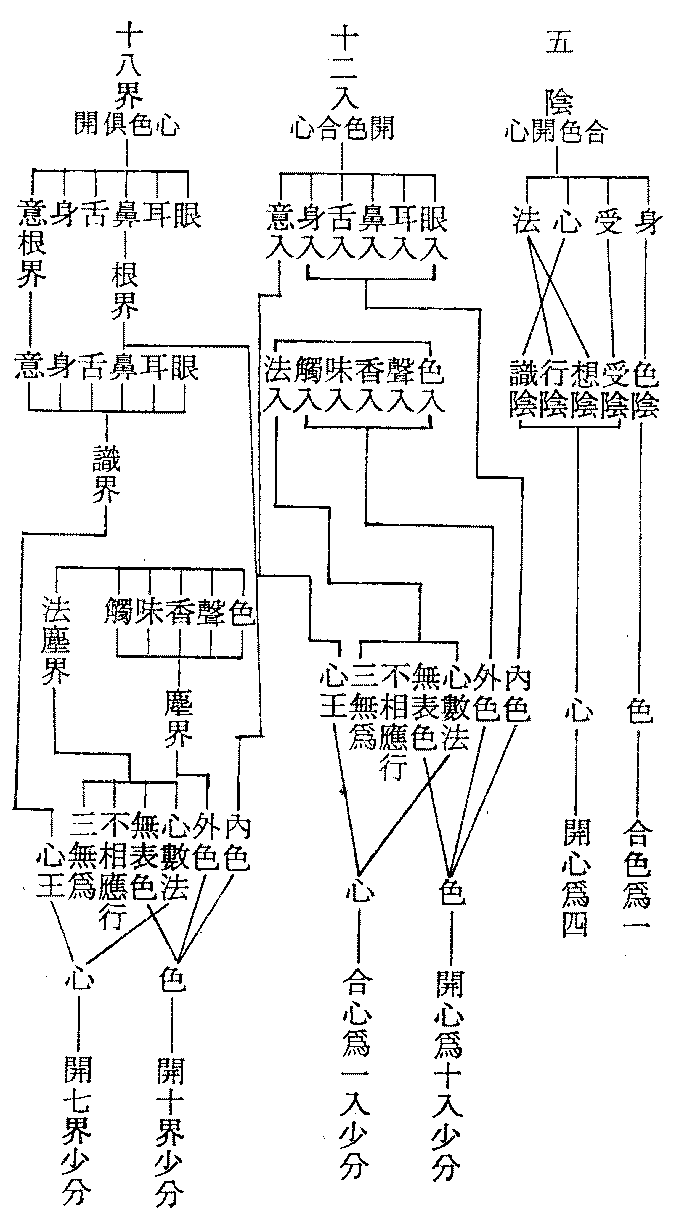 五陰
合色開心
身
受
心
法
色陰
受陰
想陰
行陰
識陰
色
心
合色爲一
開心爲四
十二入
開色合心
眼入
耳入
鼻入
舌入
身入
意入
色入
聲入
香入
味入
觸入
法入
內色
外色
心數法
無表色
不相應行
三無爲
心王
色
心
開心爲十入少分
合心爲一入少分
十八界
心色俱開
眼
耳
鼻
舌
身
意根界
根界
眼
耳
鼻
舌
身
意
識界
色
聲
香
味
觸
法塵界
塵界
內色
外色
心數法
無表色
不相應行
三無爲
心王
色
心
開十界少分
開七界少分